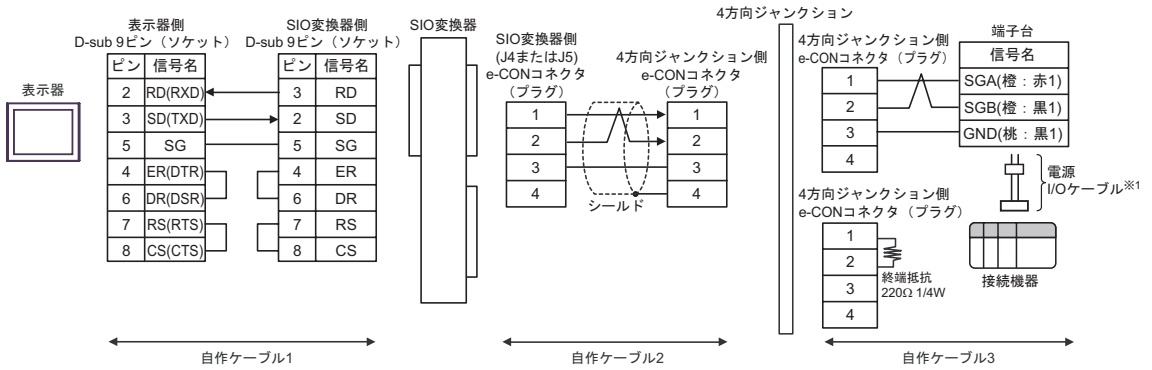 表示器
表示器側
D-sub 9ピン（ソケット）
ピン 信号名
2 RD(RXD)
3 SD(TXD)
5 SG
4 ER(DTR)
6 DR(DSR)
7 RS(RTS)
8 CS(CTS)
SIO変換器側
D-sub 9ピン（ソケット）
ピン 信号名
3 RD
2 SD
5 SG
4 ER
6 DR
7 RS
8 CS
自作ケーブル1
SIO変換器
SIO変換器側
(J4またはJ5)
e-CONコネクタ
（プラグ）
1
2
3
4
シールド
4方向ジャンクション側
e-CONコネクタ
（プラグ）
1
2
3
4
自作ケーブル2
4方向ジャンクション
4方向ジャンクション側
e-CONコネクタ（プラグ）
1
2
3
4
端子台
信号名
SGA(橙：赤1)
SGB(橙：黒1)
GND(桃：黒1)
電源
I/Oケーブル※1
接続機器
4方向ジャンクション側
e-CONコネクタ（プラグ）
1
2
3
4
終端抵抗
220Ω 1/4W
自作ケーブル3